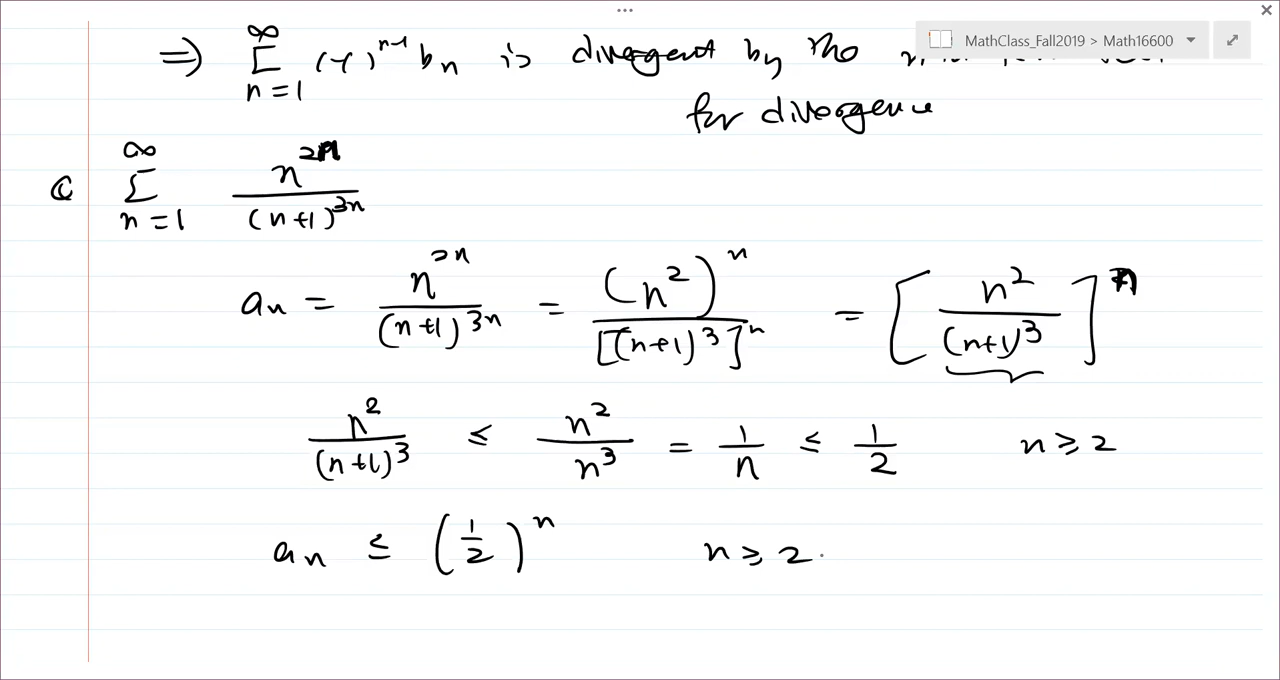 ⇒ ∑_{n=1}^{∞} (-1)^{n-1} b_n is divergent by the
MathClass_Fall2019 > Math16600
for divergence
C ∑_{n=1}^{∞} n^{2n} / (n+1)^{3n}
a_n = n^{2n} / (n+1)^{3n} = (n^2)^n / [(n+1)^3]^n = [n^2 / (n+1)^3]^n
n^2 / (n+1)^3 ≤ n^2 / n^3 = 1/n ≤ 1/2 n ≥ 2
a_n ≤ (1/2)^n n ≥ 2